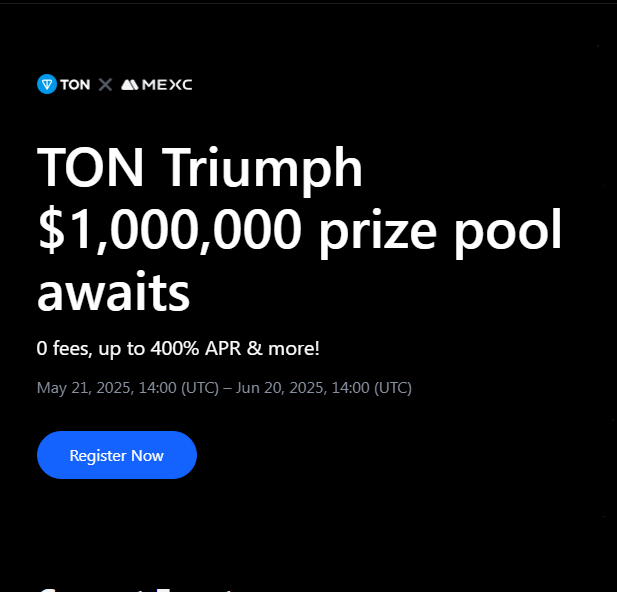 TON X MEXC
TON Triumph
$1,000,000 prize pool
awaits
0 fees, up to 400% APR & more!
May 21, 2025, 14:00 (UTC) – Jun 20, 2025, 14:00 (UTC)
Register Now